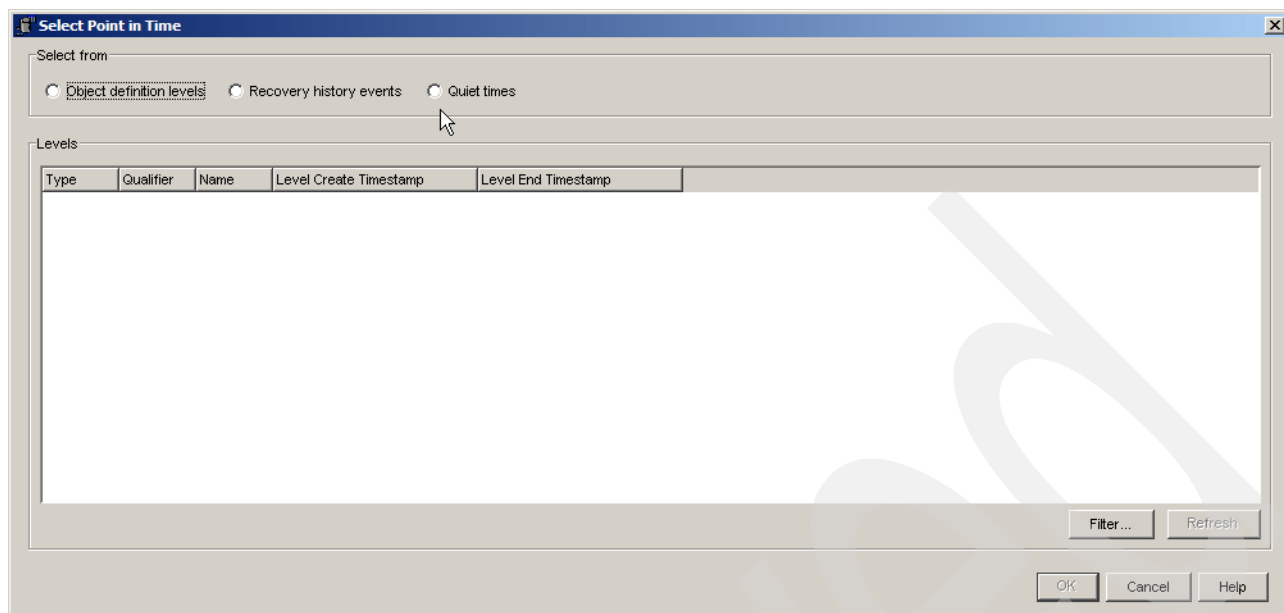 Select Point in Time
Select from
Object definition levels Recovery history events Quiet times
Levels
Type Qualifier Name Level Create Timestamp Level End Timestamp
Filter... Refresh
OK Cancel Help